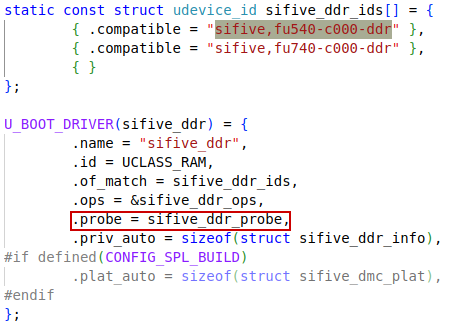 static const struct udevice_id sifive_ddr_ids[] = {
{ .compatible = "sifive,fu540-c000-ddr" },
{ .compatible = "sifive,fu740-c000-ddr" },
{ }
};
U_BOOT_DRIVER(sifive_ddr) = {
.name = "sifive_ddr",
.id = UCLASS_RAM,
.of_match = sifive_ddr_ids,
.ops = &sifive_ddr_ops,
.probe = sifive_ddr_probe,
.priv_auto = sizeof(struct sifive_ddr_info),
#if defined(CONFIG_SPL_BUILD)
.plat_auto = sizeof(struct sifive_dmc_plat),
#endif
};